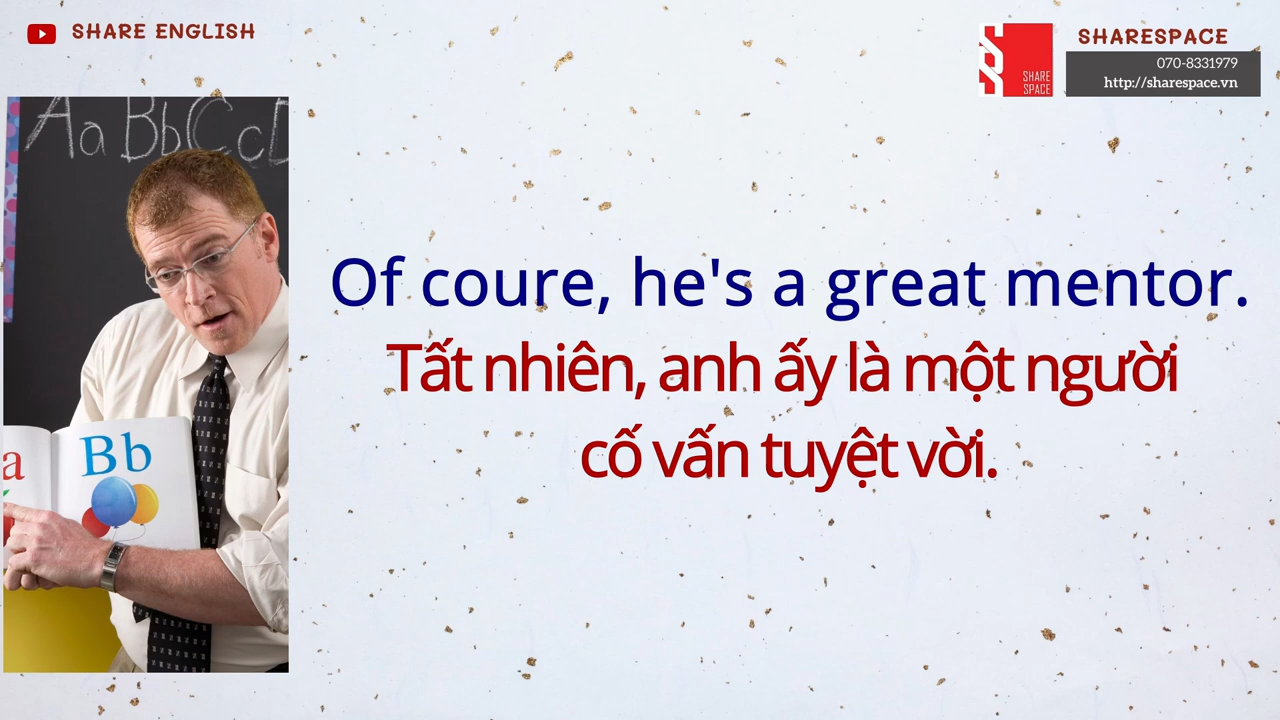 SHARE ENGLISH
SHARE
SPACE
SHARESPACE
070-8331979
http://sharespace.vn
Aa Bb Cc D
Of coure, he's a great mentor.
Tất nhiên, anh ấy là một người
cố vấn tuyệt vời.
a
Bb